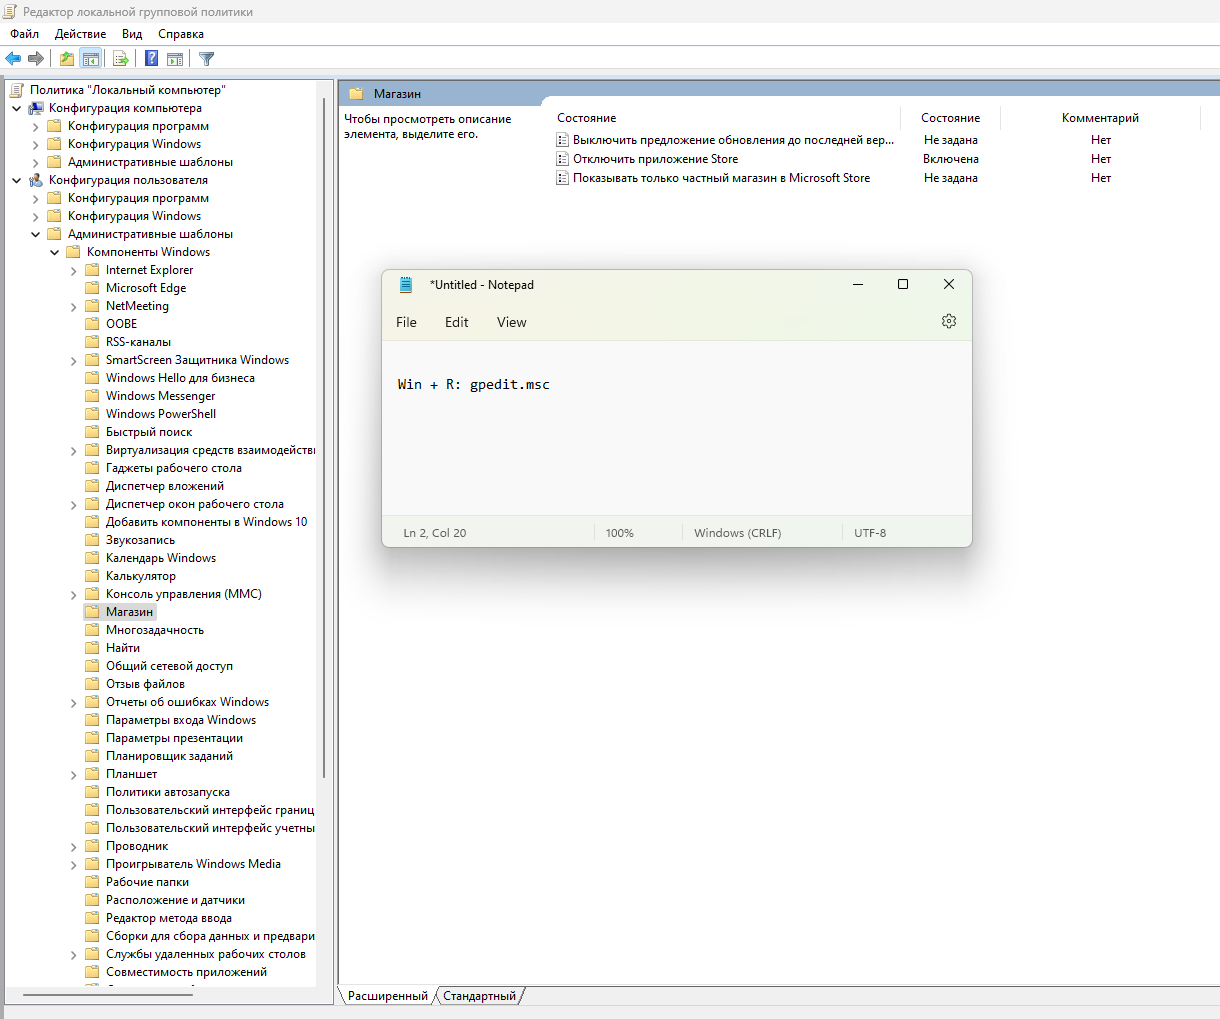 Редактор локальной групповой политики
Файл Действие Вид Справка
Политика "Локальный компьютер"
Конфигурация компьютера
Конфигурация программ
Конфигурация Windows
Административные шаблоны
Конфигурация пользователя
Конфигурация программ
Конфигурация Windows
Административные шаблоны
Компоненты Windows
Internet Explorer
Microsoft Edge
NetMeeting
OOBE
RSS-каналы
SmartScreen Защитника Windows
Windows Hello для бизнеса
Windows Messenger
Windows PowerShell
Быстрый поиск
Виртуализация средств взаимодействи
Гаджеты рабочего стола
Диспетчер вложений
Диспетчер окон рабочего стола
Добавить компоненты в Windows 10
Звукозапись
Календарь Windows
Калькулятор
Консоль управления (MMC)
Магазин
Многозадачность
Найти
Общий сетевой доступ
Отзыв файлов
Отчеты об ошибках Windows
Параметры входа Windows
Параметры презентации
Планировщик заданий
Планшет
Политики автозапуска
Пользовательский интерфейс границ
Пользовательский интерфейс учетны
Проводник
Проигрыватель Windows Media
Рабочие папки
Расположение и датчики
Редактор метода ввода
Сборки для сбора данных и предвари
Службы удаленных рабочих столов
Совместимость приложений
Магазин
Чтобы просмотреть описание
элемента, выделите его.
Состояние Состояние Комментарий
Выключить предложение обновления до последней вер... Не задана Нет
Отключить приложение Store Включена Нет
Показывать только частный магазин в Microsoft Store Не задана Нет
*Untitled - Notepad
File Edit View
Win + R: gpedit.msc
Ln 2, Col 20 100% Windows (CRLF) UTF-8
Расширенный Стандартный